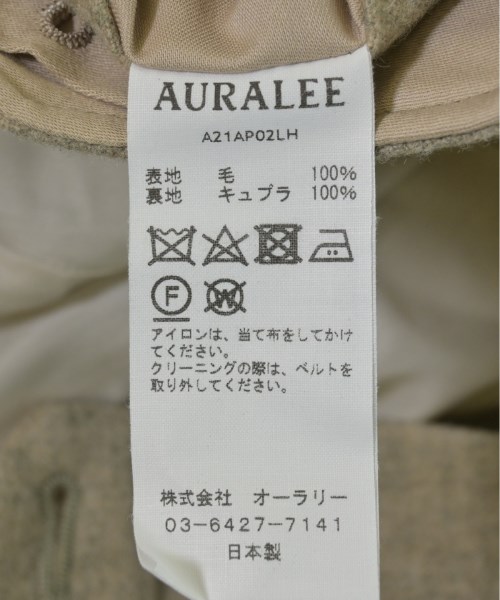 AURALEE
A21AP02LH
表地 毛 100%
裏地 キュプラ 100%
F W
アイロンは、当て布をしてかけ
てください。
クリーニングの際は、ベルトを
取り外してください。
株式会社 オーラリー
03-6427-7141
日本製